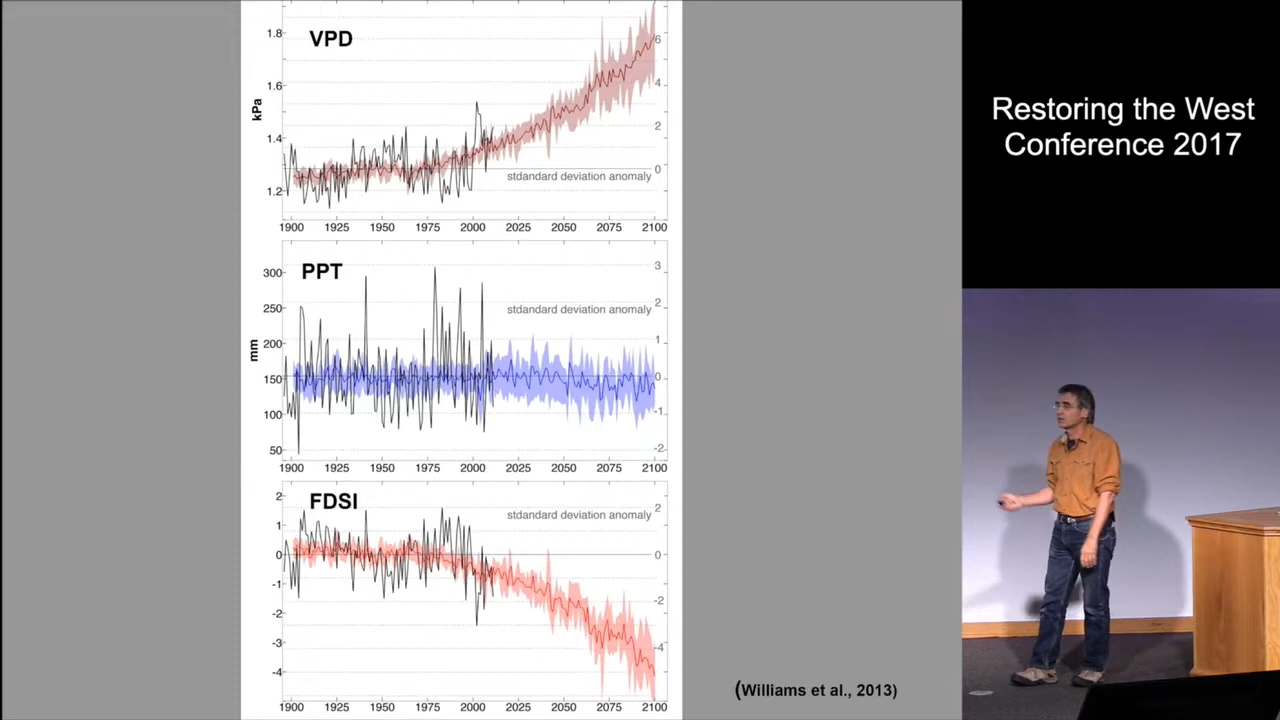 VPD
1.8
1.6
1.4
1.2
kPa
6
4
2
0
stdandard deviation anomaly
1900 1925 1950 1975 2000 2025 2050 2075 2100
PPT
300
250
200
150
100
50
mm
3
2
1
0
-1
-2
stdandard deviation anomaly
1900 1925 1950 1975 2000 2025 2050 2075 2100
FDSI
2
1
0
-1
-2
-3
-4
2
0
-2
-4
stdandard deviation anomaly
1900 1925 1950 1975 2000 2025 2050 2075 2100
(Williams et al., 2013)
Restoring the West
Conference 2017